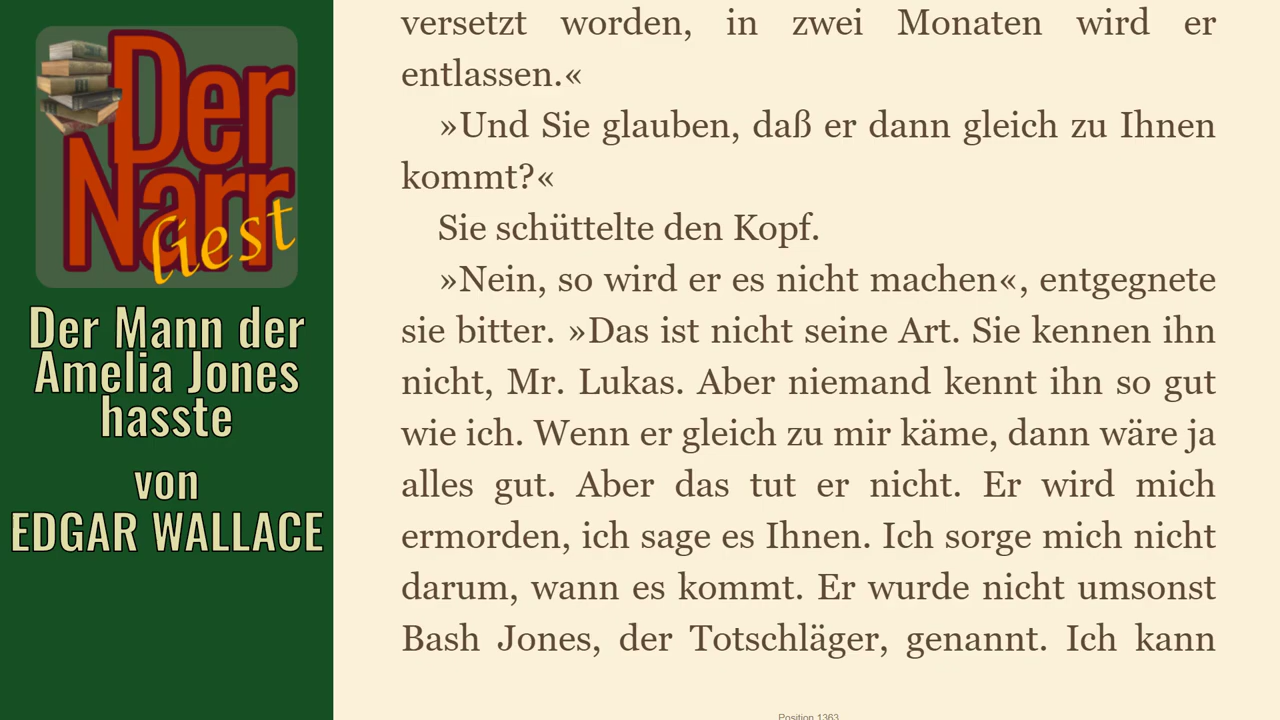 Der
Narr
liest
Der Mann der
Amelia Jones
hasste
von
EDGAR WALLACE
versetzt worden, in zwei Monaten wird er
entlassen.«
»Und Sie glauben, daß er dann gleich zu Ihnen
kommt?«
Sie schüttelte den Kopf.
»Nein, so wird er es nicht machen«, entgegnete
sie bitter. »Das ist nicht seine Art. Sie kennen ihn
nicht, Mr. Lukas. Aber niemand kennt ihn so gut
wie ich. Wenn er gleich zu mir käme, dann wäre ja
alles gut. Aber das tut er nicht. Er wird mich
ermorden, ich sage es Ihnen. Ich sorge mich nicht
darum, wann es kommt. Er wurde nicht umsonst
Bash Jones, der Totschläger, genannt. Ich kann
Position 1363